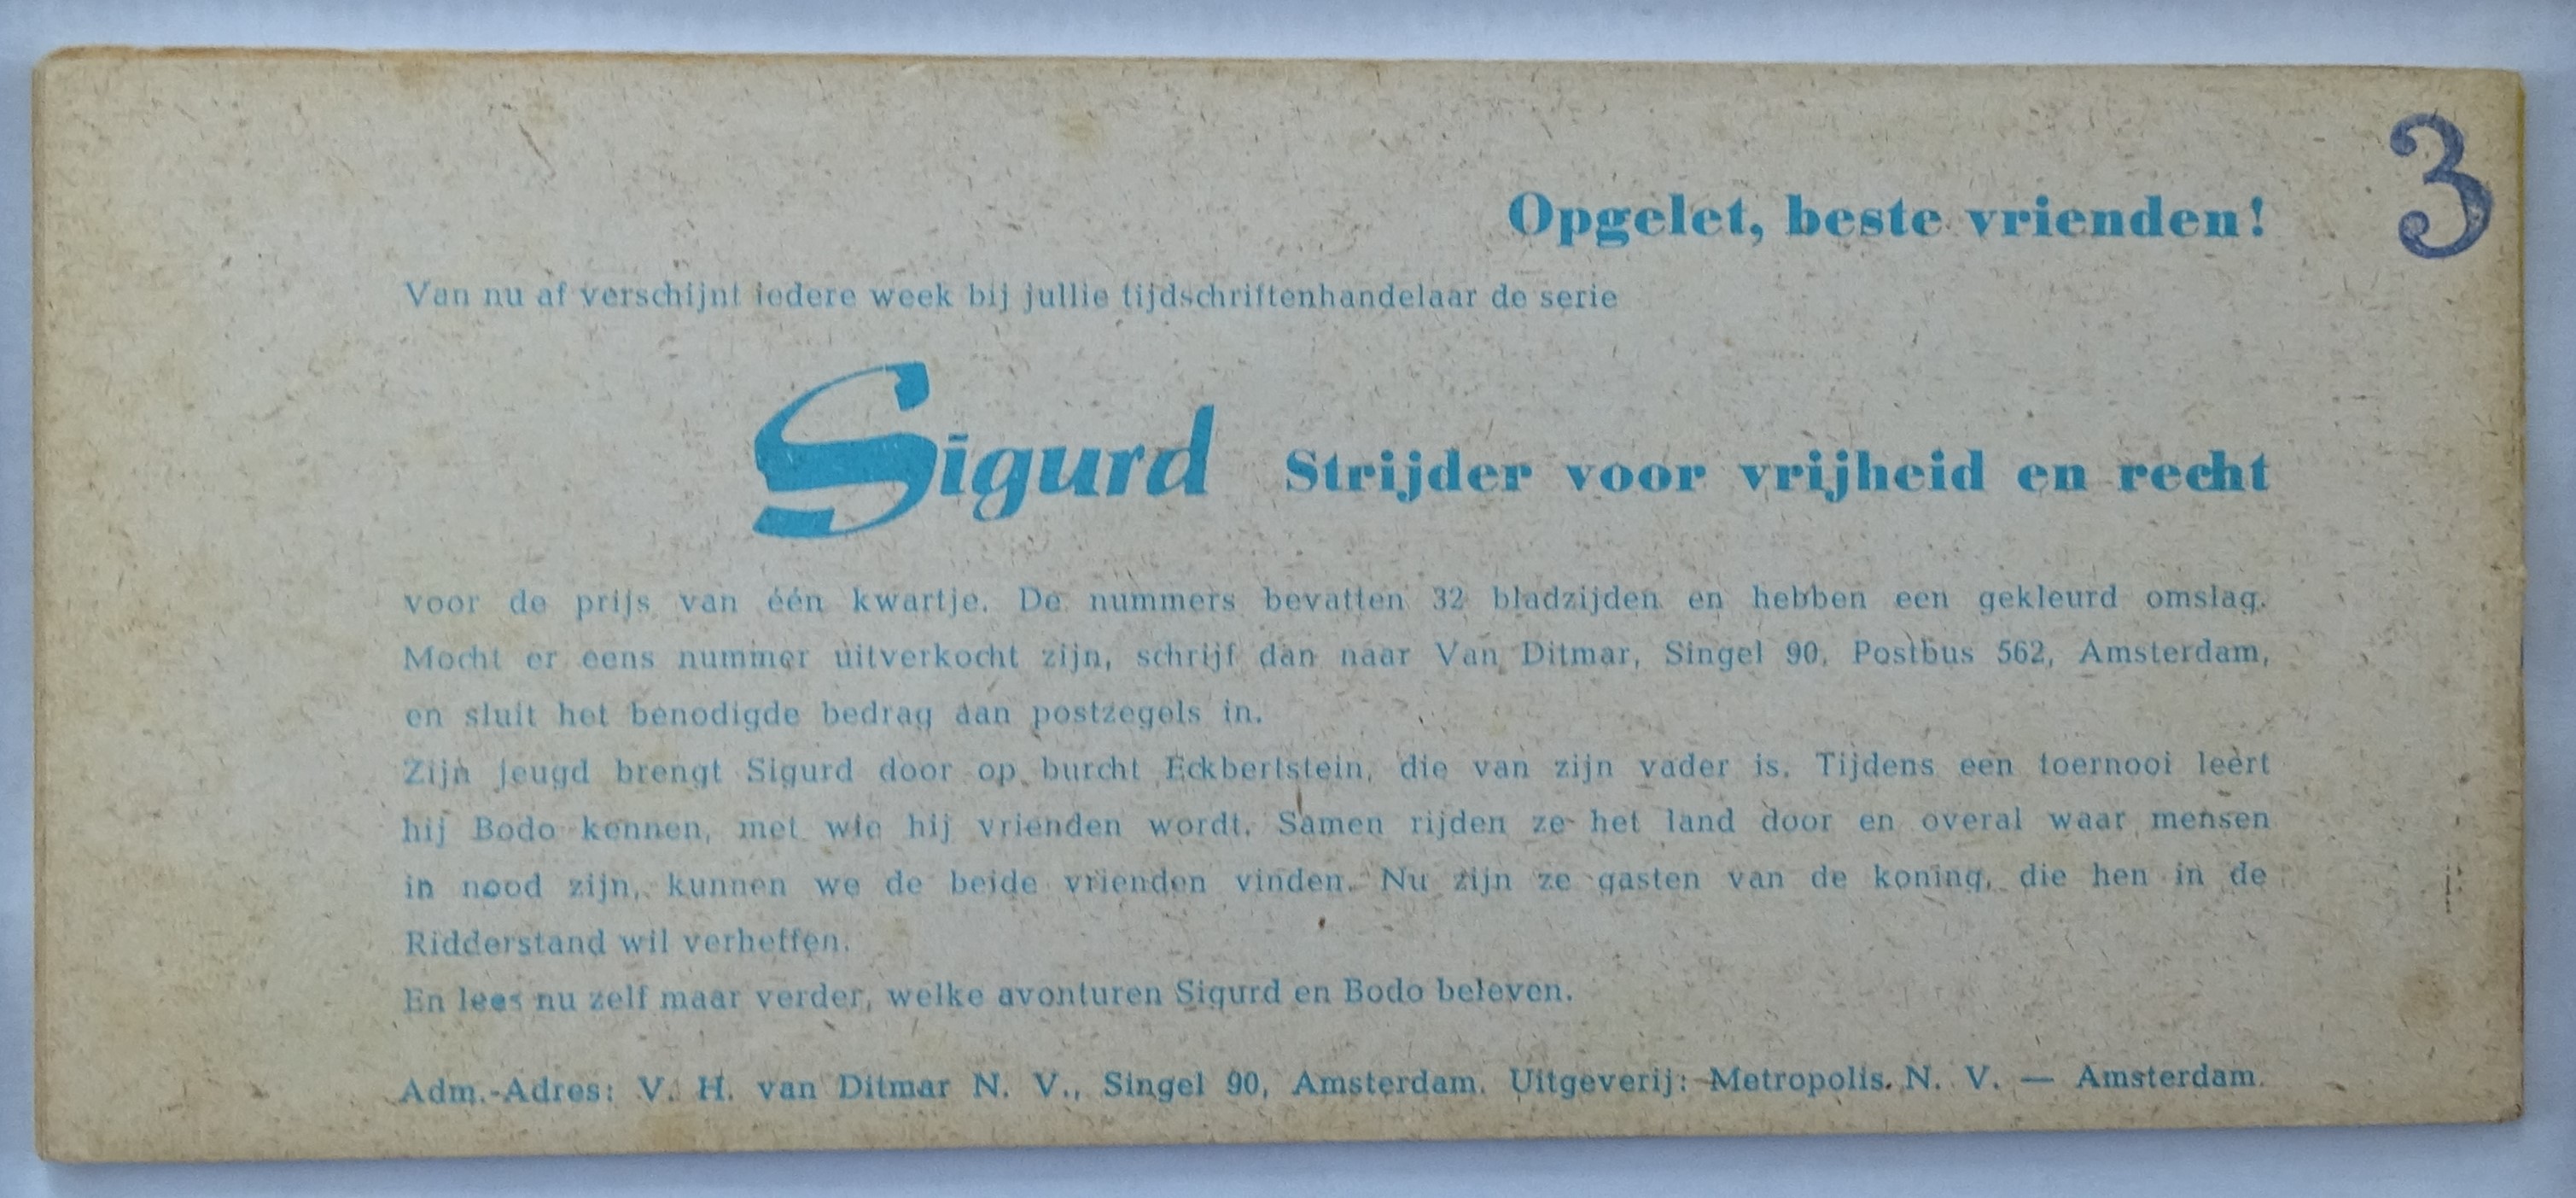 3
Opgelet, beste vrienden!
Van nu af verschijnt iedere week bij jullie tijdschriftenhandelaar de serie
Sigurd Strijder voor vrijheid en recht
voor de prijs van één kwartje. De nummers bevatten 32 bladzijden en hebben een gekleurd omslag.
Mocht er eens nummer uitverkocht zijn, schrijf dan naar Van Ditmar, Singel 90, Postbus 562, Amsterdam,
en sluit het benodigde bedrag aan postzegels in.
Zijn jeugd brengt Sigurd door op burcht Eckbertstein, die van zijn vader is. Tijdens een toernooi leert
hij Bodo kennen, met wie hij vrienden wordt. Samen rijden ze het land door en overal waar mensen
in nood zijn, kunnen we de beide vrienden vinden. Nu zijn ze gasten van de koning, die hen in de
Ridderstand wil verheffen.
En lees nu zelf maar verder, welke avonturen Sigurd en Bodo beleven.
Adm.-Adres: V. H. van Ditmar N. V., Singel 90, Amsterdam. Uitgeverij: Metropolis N. V. — Amsterdam.